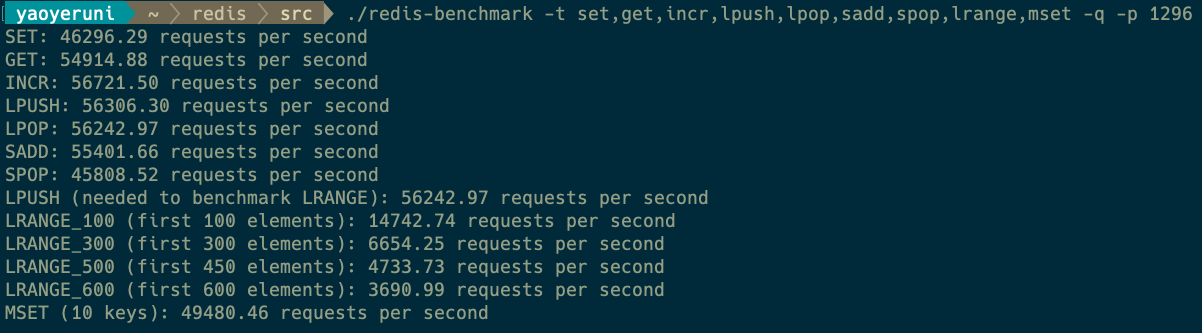 yaoyeruni ~ redis src ./redis-benchmark -t set,get,incr,lpush,lpop,sadd,spop,lrange,mset -q -p 1296
SET: 46296.29 requests per second
GET: 54914.88 requests per second
INCR: 56721.50 requests per second
LPUSH: 56306.30 requests per second
LPOP: 56242.97 requests per second
SADD: 55401.66 requests per second
SPOP: 45808.52 requests per second
LPUSH (needed to benchmark LRANGE): 56242.97 requests per second
LRANGE_100 (first 100 elements): 14742.74 requests per second
LRANGE_300 (first 300 elements): 6654.25 requests per second
LRANGE_500 (first 450 elements): 4733.73 requests per second
LRANGE_600 (first 600 elements): 3690.99 requests per second
MSET (10 keys): 49480.46 requests per second